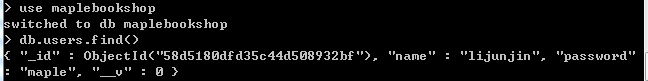 > use maplebookshop
switched to db maplebookshop
> db.users.find()
{ "_id" : ObjectId("58d5180dfd35c44d508932bf"), "name" : "lijunjin", "password"
: "maple", "__v" : 0 }